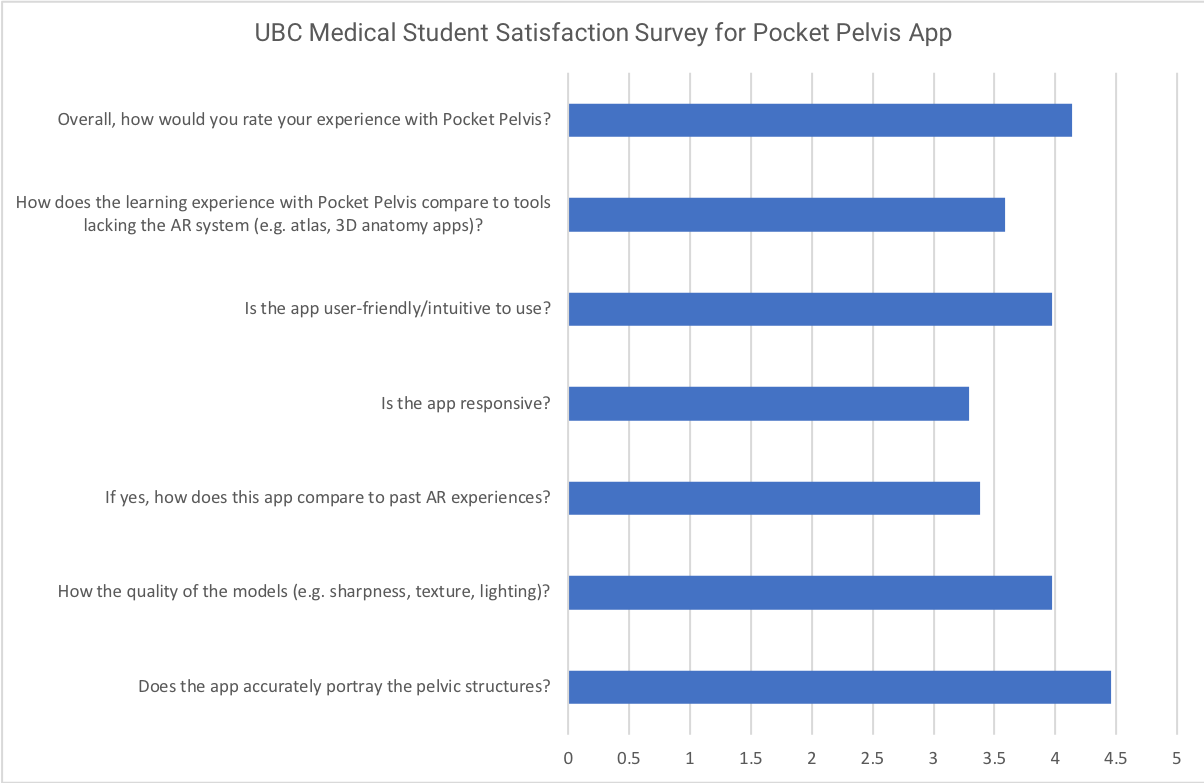 UBC Medical Student Satisfaction Survey for Pocket Pelvis App
Overall, how would you rate your experience with Pocket Pelvis?
How does the learning experience with Pocket Pelvis compare to tools
lacking the AR system (e.g. atlas, 3D anatomy apps)?
Is the app user-friendly/intuitive to use?
Is the app responsive?
If yes, how does this app compare to past AR experiences?
How the quality of the models (e.g. sharpness, texture, lighting)?
Does the app accurately portray the pelvic structures?
0 0.5 1 1.5 2 2.5 3 3.5 4 4.5 5